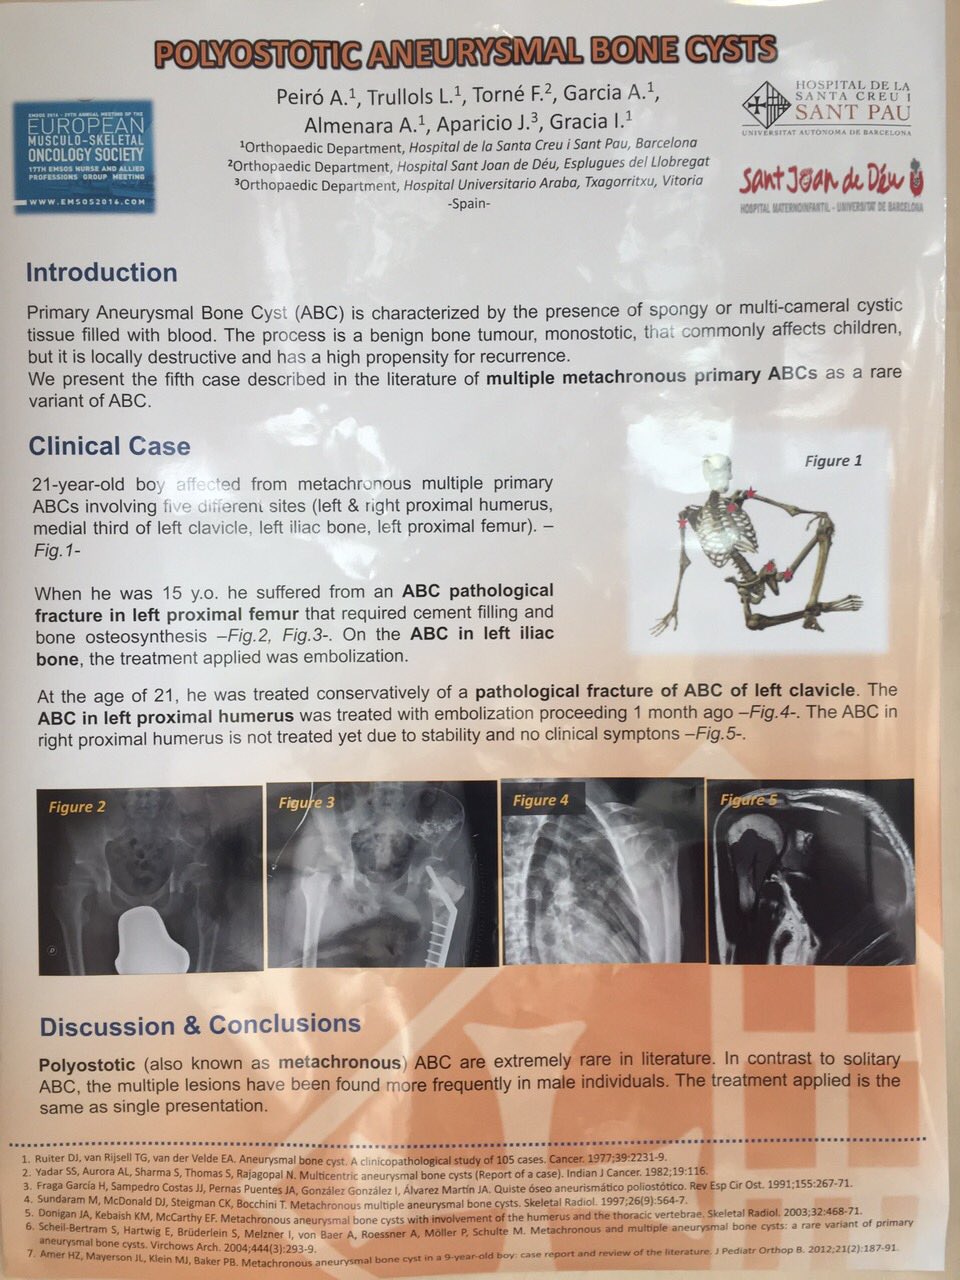 POLYOSTOTIC ANEURYSMAL BONE CYSTS
Peiró A.¹, Trullols L.¹, Torné F.², Garcia A.¹,
Almenara A.¹, Aparicio J.³, Gracia I.¹
¹Orthopaedic Department, Hospital de la Santa Creu i Sant Pau, Barcelona
²Orthopaedic Department, Hospital Sant Joan de Déu, Esplugues del Llobregat
³Orthopaedic Department, Hospital Universitario Araba, Txagorritxu, Vitoria
-Spain-
EMSOS 2016 - 29TH ANNUAL MEETING OF THE
EUROPEAN
MUSCULO-SKELETAL
ONCOLOGY SOCIETY
17TH EMSOS NURSE AND ALLIED
PROFESSIONS GROUP MEETING
WWW.EMSOS2016.COM
HOSPITAL DE LA
SANTA CREU I
SANT PAU
UNIVERSITAT AUTÒNOMA DE BARCELONA
Sant Joan de Déu
HOSPITAL MATERNOINFANTIL - UNIVERSITAT DE BARCELONA
Introduction
Primary Aneurysmal Bone Cyst (ABC) is characterized by the presence of spongy or multi-cameral cystic
tissue filled with blood. The process is a benign bone tumour, monostotic, that commonly affects children,
but it is locally destructive and has a high propensity for recurrence.
We present the fifth case described in the literature of multiple metachronous primary ABCs as a rare
variant of ABC.
Clinical Case
21-year-old boy affected from metachronous multiple primary
ABCs involving five different sites (left & right proximal humerus,
medial third of left clavicle, left iliac bone, left proximal femur). –
Fig.1-
Figure 1
When he was 15 y.o. he suffered from an ABC pathological
fracture in left proximal femur that required cement filling and
bone osteosynthesis –Fig.2, Fig.3-. On the ABC in left iliac
bone, the treatment applied was embolization.
At the age of 21, he was treated conservatively of a pathological fracture of ABC of left clavicle. The
ABC in left proximal humerus was treated with embolization proceeding 1 month ago –Fig.4-. The ABC in
right proximal humerus is not treated yet due to stability and no clinical symptons –Fig.5-.
Figure 2
Figure 3
Figure 4
Figure 5
D
Discussion & Conclusions
Polyostotic (also known as metachronous) ABC are extremely rare in literature. In contrast to solitary
ABC, the multiple lesions have been found more frequently in male individuals. The treatment applied is the
same as single presentation.
1. Ruiter DJ, van Rijsell TG, van der Velde EA. Aneurysmal bone cyst. A clinicopathological study of 105 cases. Cancer. 1977;39:2231-9.
2. Yadar SS, Aurora AL, Sharma S, Thomas S, Rajagopal N. Multicentric aneurysmal bone cysts (Report of a case). Indian J Cancer. 1982;19:116.
3. Fraga García H, Sampedro Costas JJ, Pernas Puentes JA, González González I, Álvarez Martín JA. Quiste óseo aneurismático poliostótico. Rev Esp Cir Ost. 1991;155:267-71.
4. Sundaram M, McDonald DJ, Steigman CK, Bocchini T. Metachronous multiple aneurysmal bone cysts. Skeletal Radiol. 1997;26(9):564-7.
5. Donigan JA, Kebaish KM, McCarthy EF. Metachronous aneurysmal bone cysts with involvement of the humerus and the thoracic vertebrae. Skeletal Radiol. 2003;32:468-71.
6. Scheil-Bertram S, Hartwig E, Brüderlein S, Melzner I, von Baer A, Roessner A, Möller P, Schulte M. Metachronous and multiple aneurysmal bone cysts: a rare variant of primary
aneurysmal bone cysts. Virchows Arch. 2004;444(3):293-9.
7. Amer HZ, Mayerson JL, Klein MJ, Baker PB. Metachronous aneurysmal bone cyst in a 9-year-old boy: case report and review of the literature. J Pediatr Orthop B. 2012;21(2):187-91.